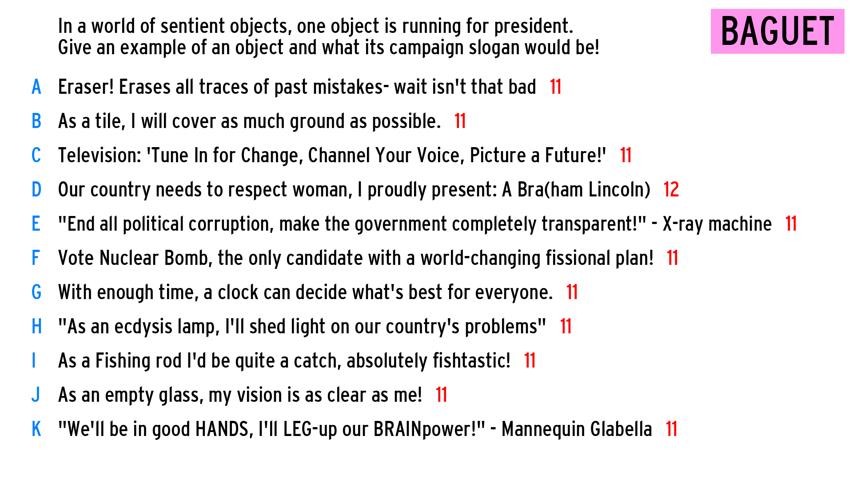 In a world of sentient objects, one object is running for president.
Give an example of an object and what its campaign slogan would be!
BAGUET
A Eraser! Erases all traces of past mistakes- wait isn't that bad 11
B As a tile, I will cover as much ground as possible. 11
C Television: 'Tune In for Change, Channel Your Voice, Picture a Future!' 11
D Our country needs to respect woman, I proudly present: A Bra(ham Lincoln) 12
E "End all political corruption, make the government completely transparent!" - X-ray machine 11
F Vote Nuclear Bomb, the only candidate with a world-changing fissional plan! 11
G With enough time, a clock can decide what's best for everyone. 11
H "As an ecdysis lamp, I'll shed light on our country's problems" 11
I As a Fishing rod I'd be quite a catch, absolutely fishtastic! 11
J As an empty glass, my vision is as clear as me! 11
K "We'll be in good HANDS, I'll LEG-up our BRAINpower!" - Mannequin Glabella 11